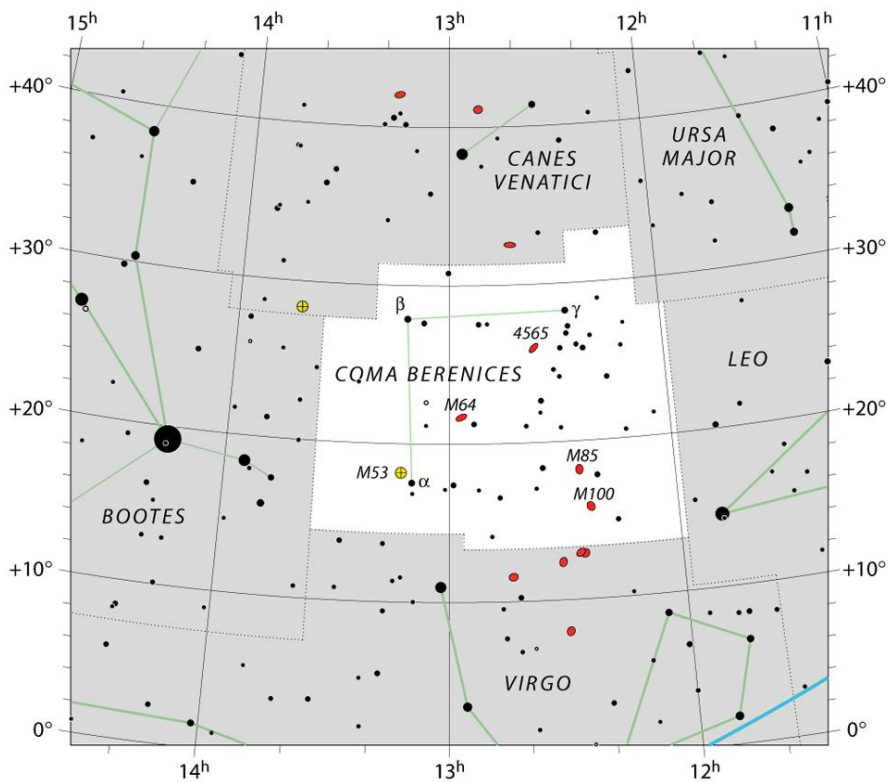 15ʰ 14ʰ 13ʰ 12ʰ 11ʰ
+40° +40°
URSA
MAJOR
CANES
VENATICI
+30° +30°
β γ
4565
LEO
COMA BERENICES
+20° M64 +20°
M85
M53 α
M100
BOOTES
+10° +10°
VIRGO
0° 0°
14ʰ 13ʰ 12ʰ